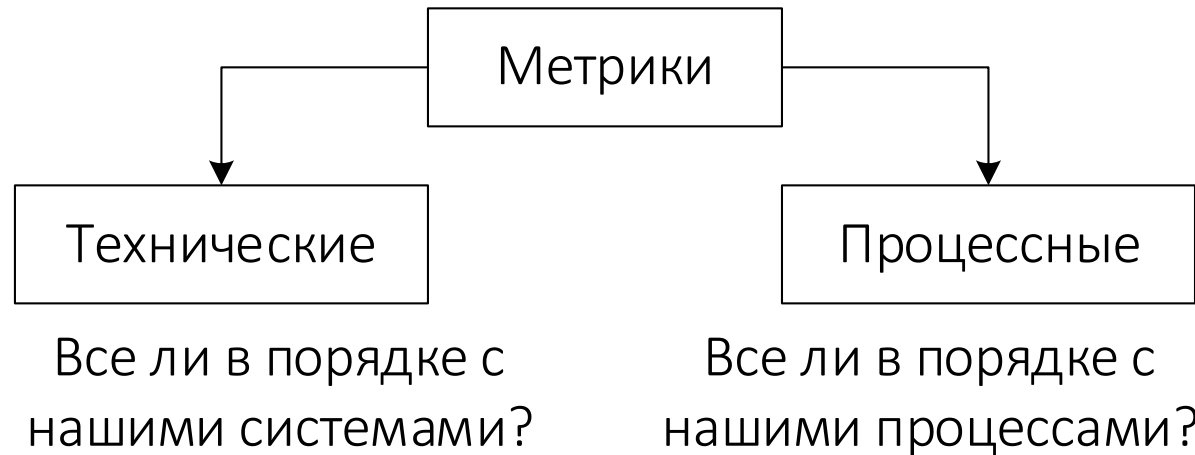 Метрики
Технические
Процессные
Все ли в порядке с
нашими системами?
Все ли в порядке с
нашими процессами?